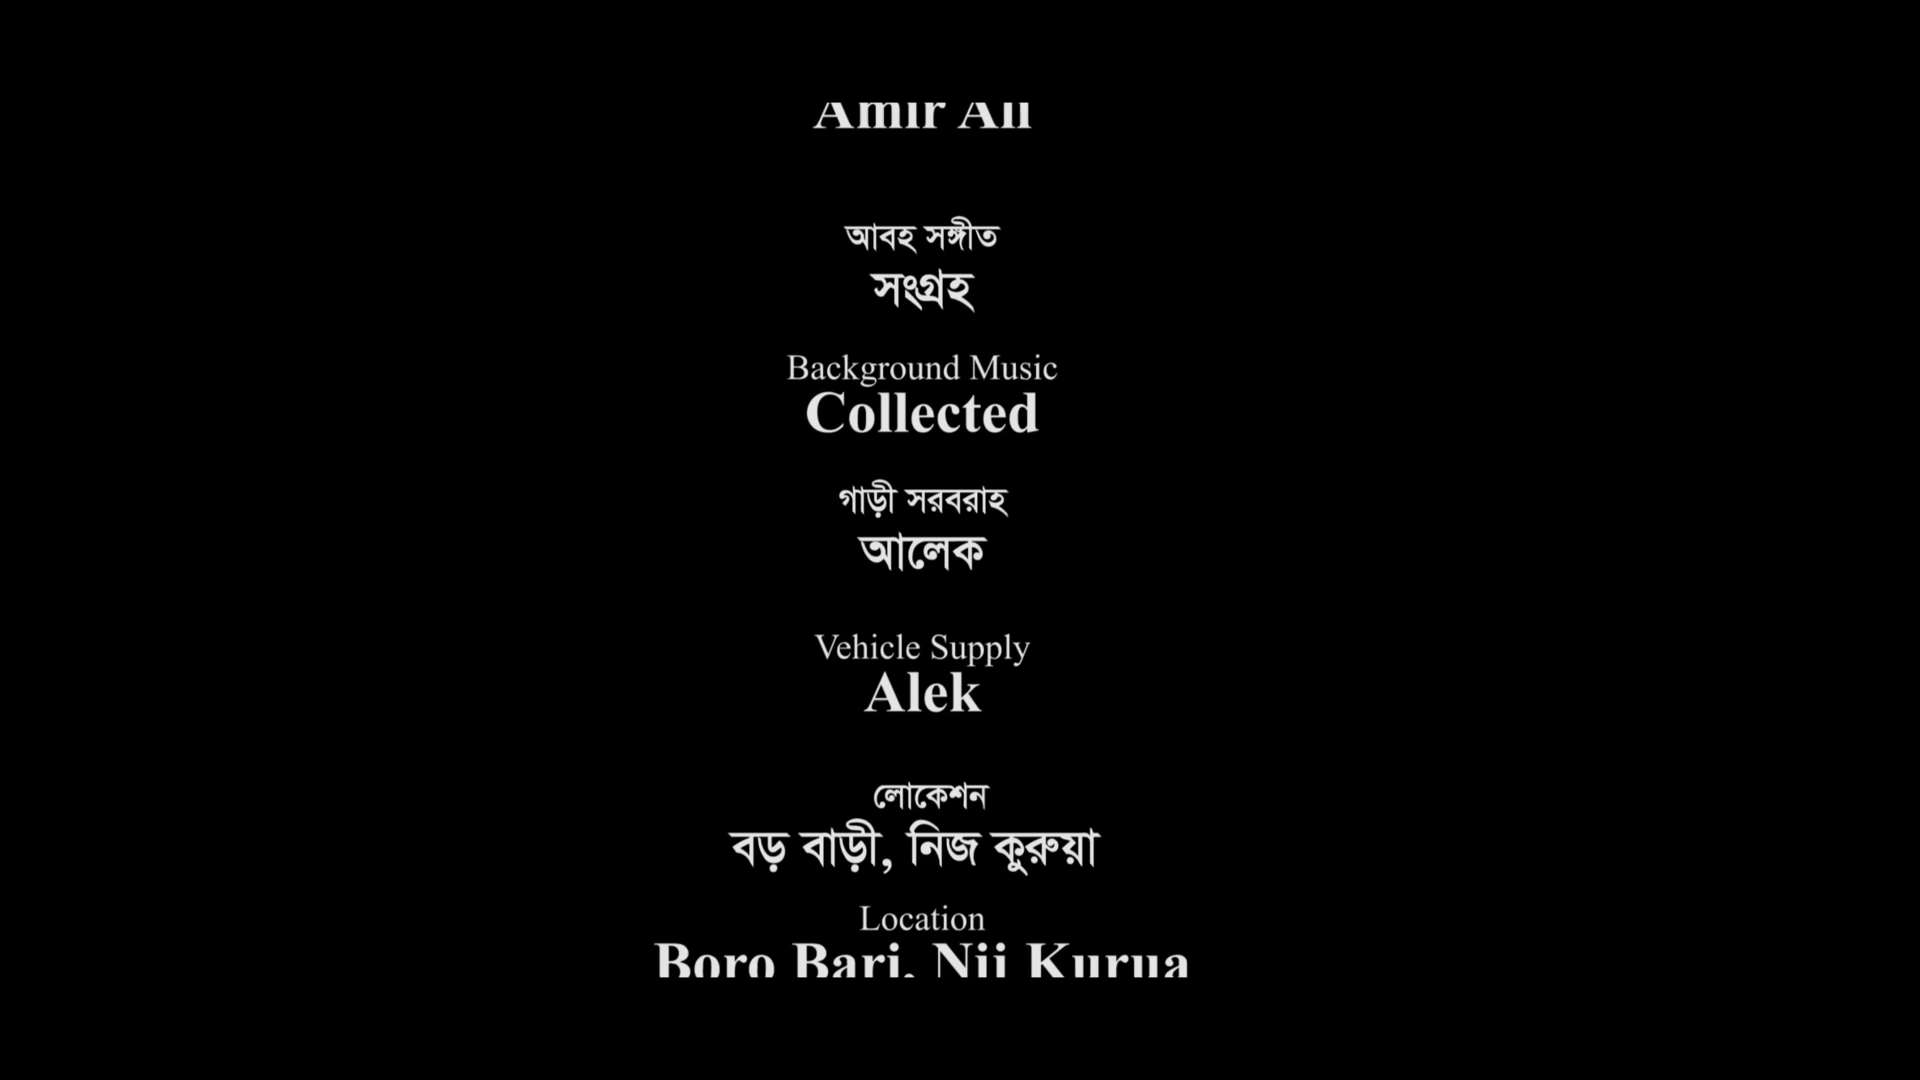 Amir Ali
আবহ সঙ্গীত
সংগ্রহ
Background Music
Collected
গাড়ী সরবরাহ
আলেক
Vehicle Supply
Alek
লোকেশন
বড় বাড়ী, নিজ কুরুয়া
Location
Boro Bari, Nij Kurua